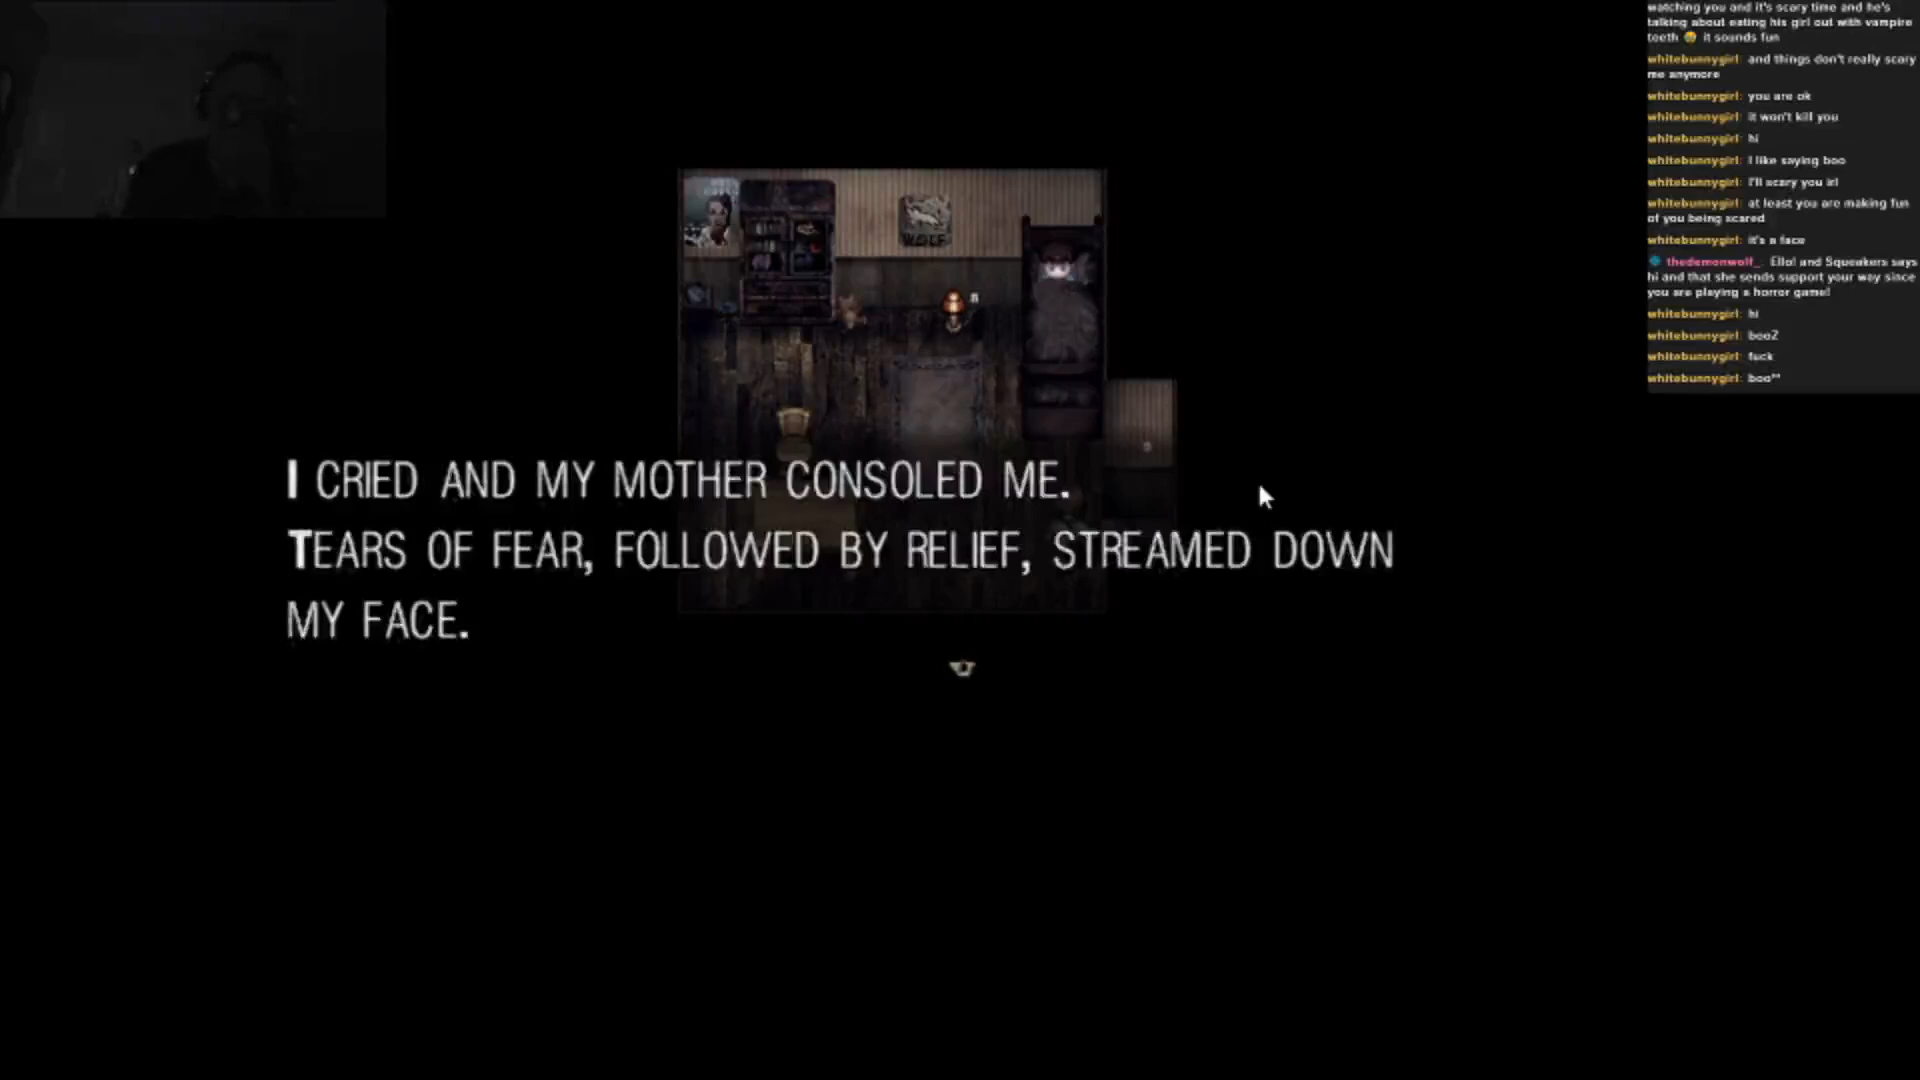 watching you and it's scary time and he's
talking about eating his girl out with vampire
teeth 😂 it sounds fun
whitebunnygirl: and things don't really scary
me anymore
whitebunnygirl: you are ok
whitebunnygirl: it won't kill you
whitebunnygirl: hi
whitebunnygirl: I like saying boo
whitebunnygirl: I'll scary you irl
whitebunnygirl: at least you are making fun
of you being scared
whitebunnygirl: it's a face
thedemonwolf_: Ello! and Squeakers says
hi and that she sends support your way since
you are playing a horror game!
whitebunnygirl: hi
whitebunnygirl: booZ
whitebunnygirl: fuck
whitebunnygirl: boo**
WOLF
I CRIED AND MY MOTHER CONSOLED ME.
TEARS OF FEAR, FOLLOWED BY RELIEF, STREAMED DOWN
MY FACE.